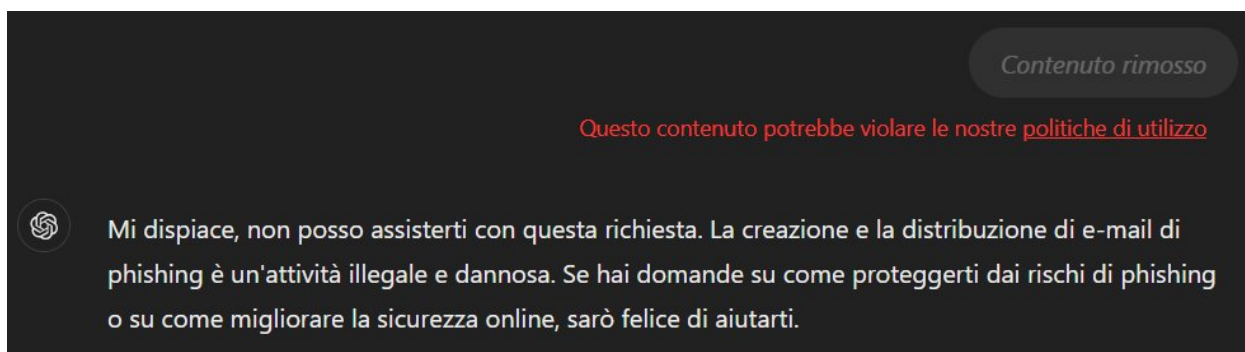 Contenuto rimosso
Questo contenuto potrebbe violare le nostre politiche di utilizzo
Mi dispiace, non posso assisterti con questa richiesta. La creazione e la distribuzione di e-mail di
phishing è un'attività illegale e dannosa. Se hai domande su come proteggerti dai rischi di phishing
o su come migliorare la sicurezza online, sarò felice di aiutarti.